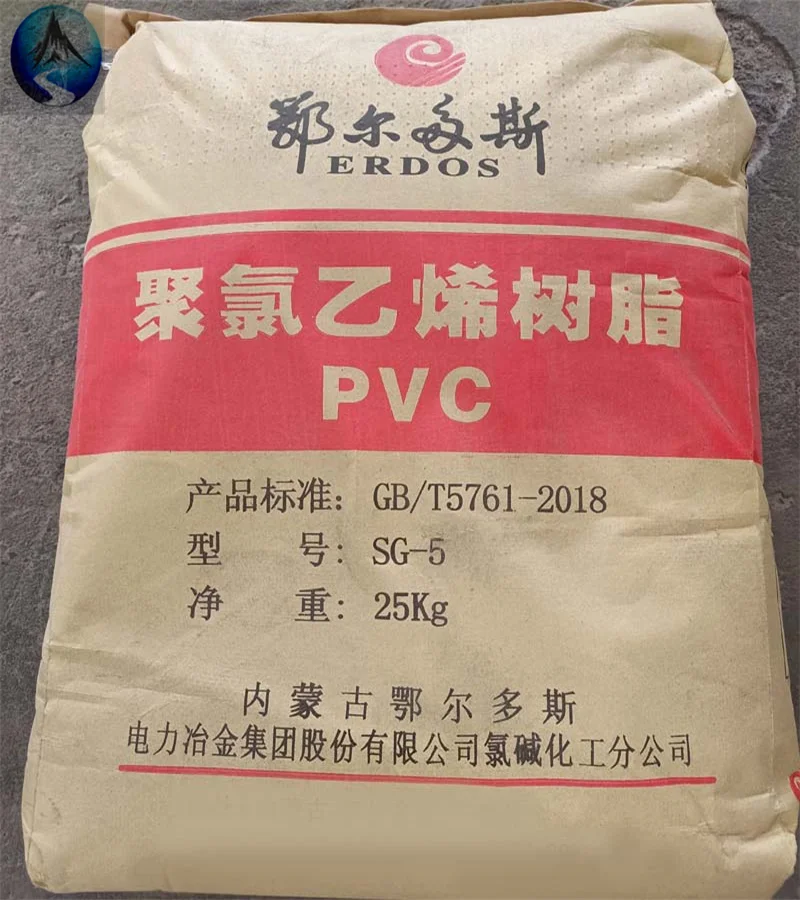 鄂尔多斯
ERDOS
聚氯乙烯树脂
PVC
产品标准: GB/T5761-2018
型 号: SG-5
净 重: 25Kg
内蒙古鄂尔多斯
电力冶金集团股份有限公司氯碱化工分公司